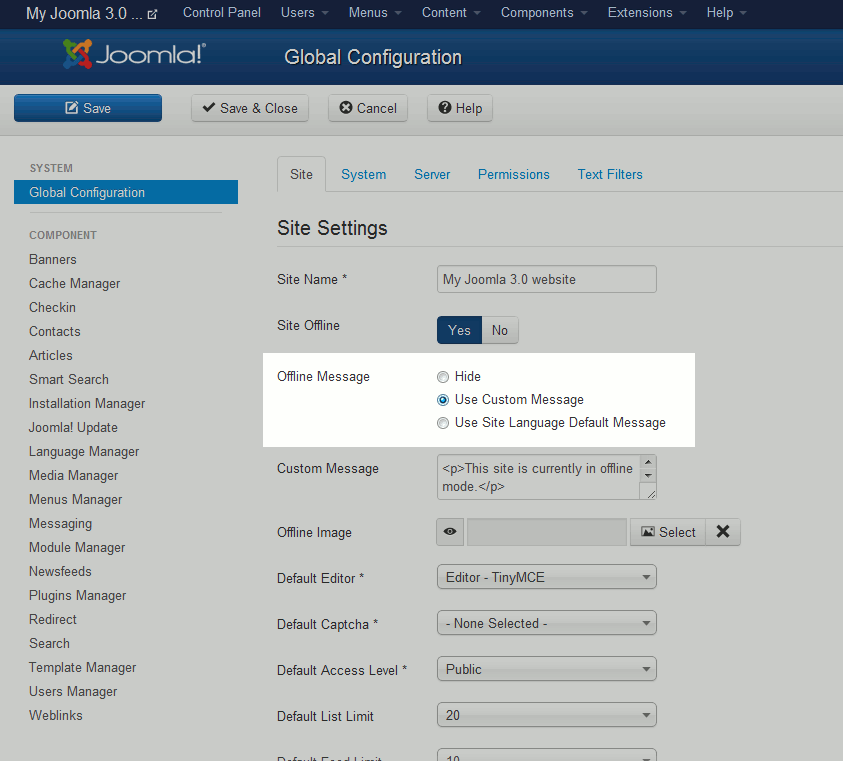 My Joomla 3.0 ... Control Panel Users Menus Content Components Extensions Help
Joomla!® Global Configuration
Save Save & Close Cancel Help
SYSTEM
Global Configuration
COMPONENT
Banners
Cache Manager
Checkin
Contacts
Articles
Smart Search
Installation Manager
Joomla! Update
Language Manager
Media Manager
Menus Manager
Messaging
Module Manager
Newsfeeds
Plugins Manager
Redirect
Search
Template Manager
Users Manager
Weblinks
Site System Server Permissions Text Filters
Site Settings
Site Name * My Joomla 3.0 website
Site Offline Yes No
Offline Message Hide
Use Custom Message
Use Site Language Default Message
Custom Message <p>This site is currently in offline
mode.</p>
Offline Image Select
Default Editor * Editor - TinyMCE
Default Captcha * - None Selected -
Default Access Level * Public
Default List Limit 20
Default Feed Limit 10